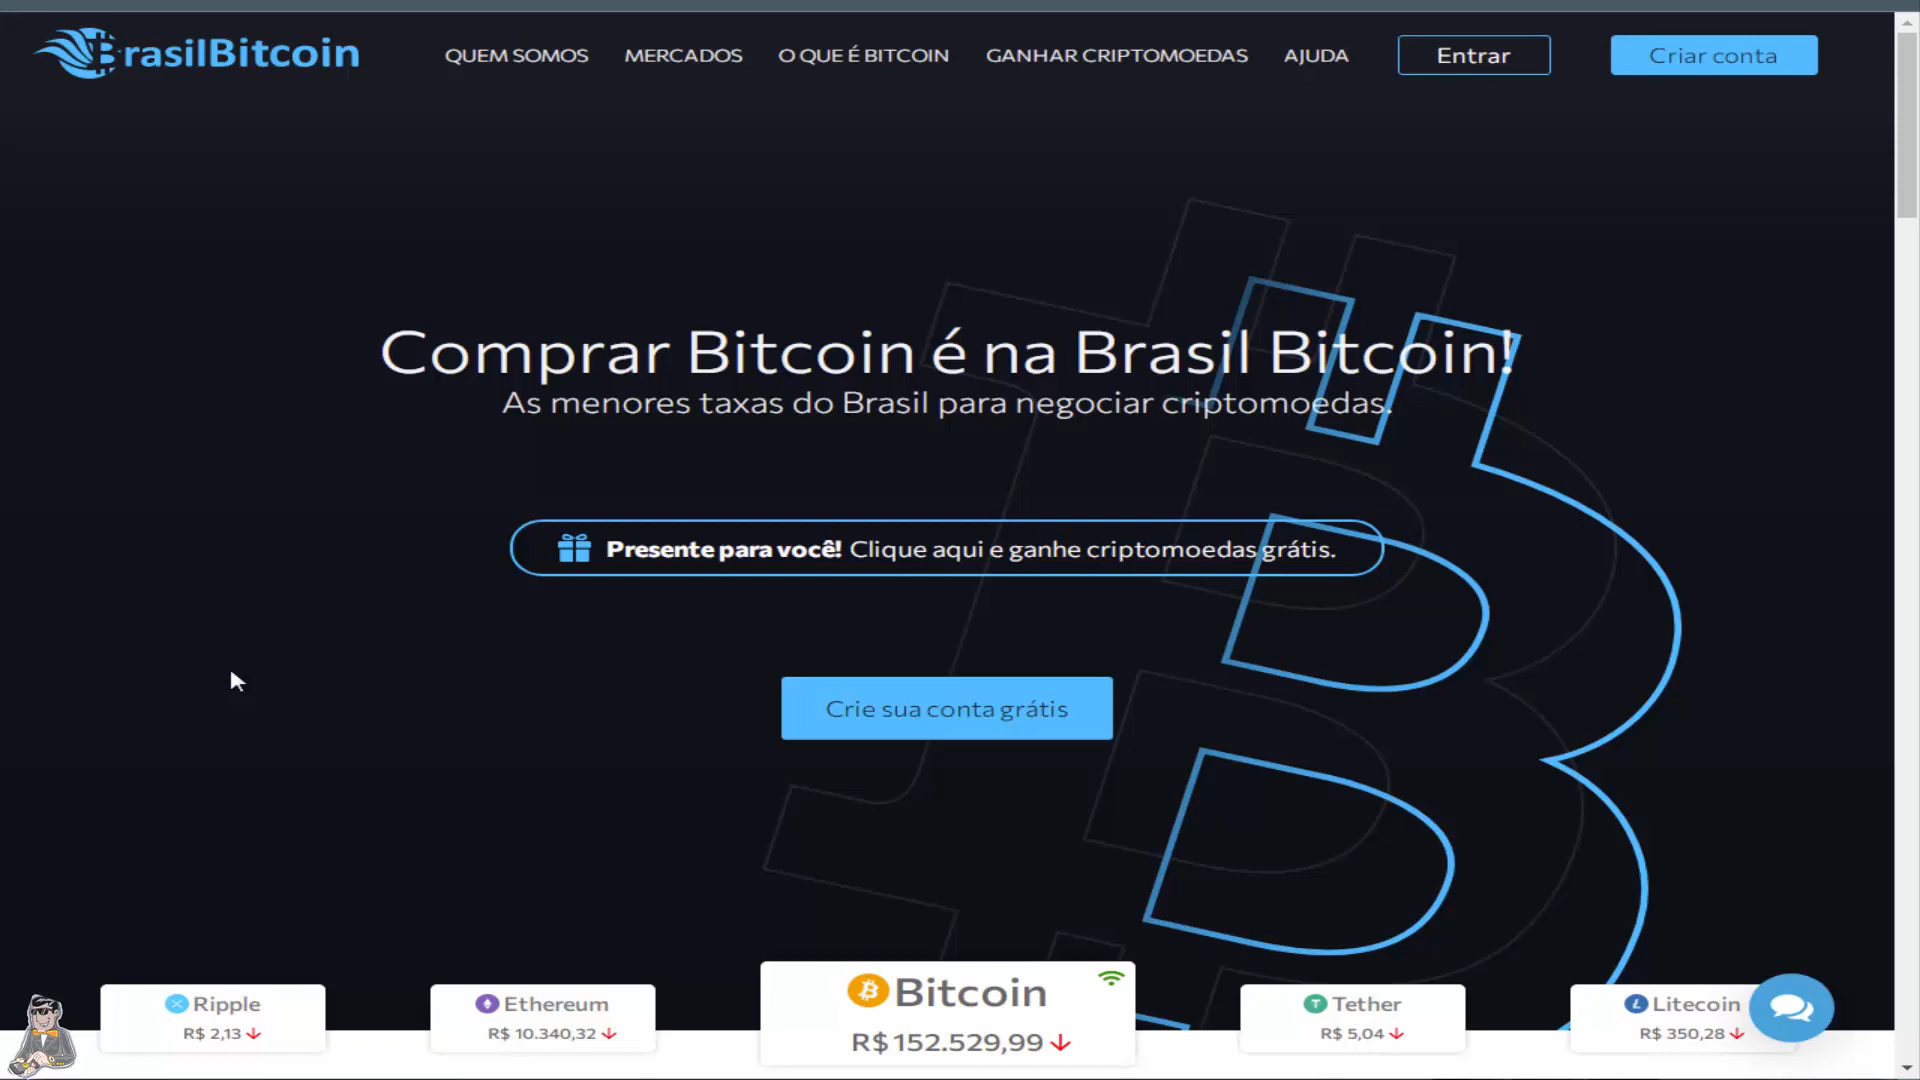 BrasilBitcoin
QUEM SOMOS MERCADOS O QUE É BITCOIN GANHAR CRIPTOMOEDAS AJUDA Entrar Criar conta
Comprar Bitcoin é na Brasil Bitcoin!
As menores taxas do Brasil para negociar criptomoedas.
Presente para você! Clique aqui e ganhe criptomoedas grátis.
Crie sua conta grátis
Ripple
R$ 2,13
Ethereum
R$ 10.340,32
Bitcoin
R$ 152.529,99
Tether
R$ 5,04
Litecoin
R$ 350,28